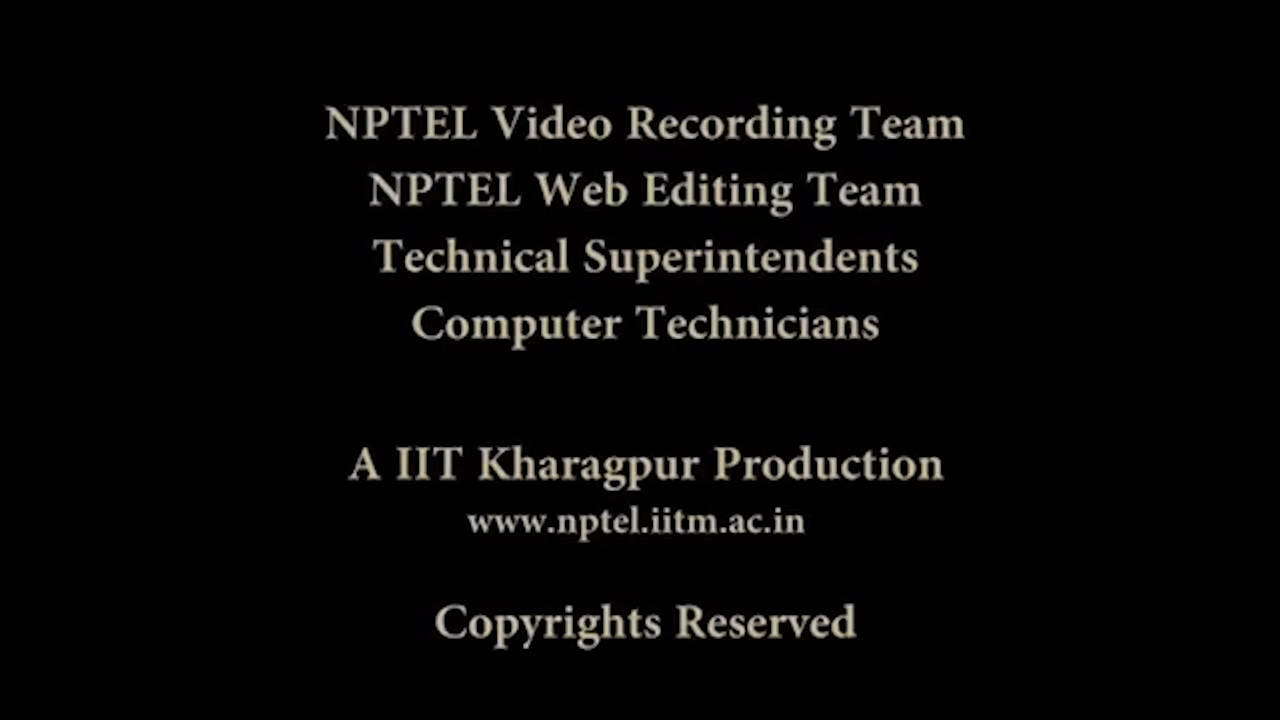 NPTEL Video Recording Team
NPTEL Web Editing Team
Technical Superintendents
Computer Technicians
A IIT Kharagpur Production
www.nptel.iitm.ac.in
Copyrights Reserved